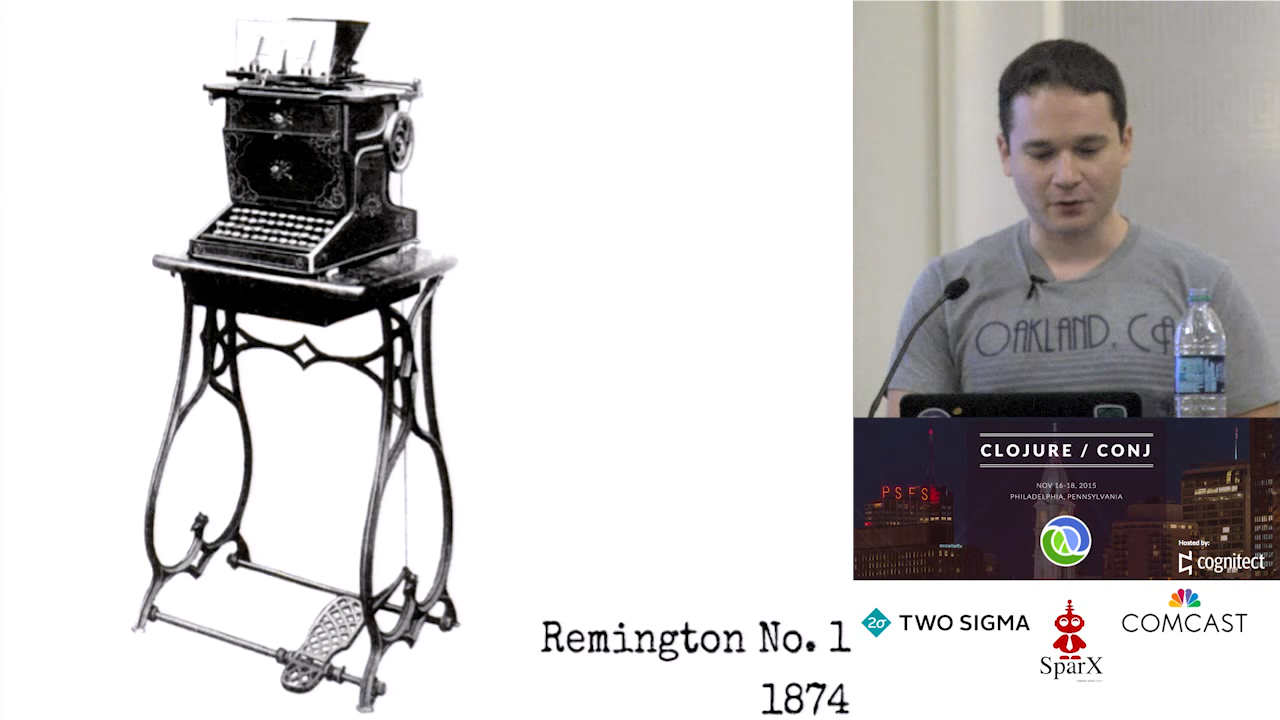 Remington No. 1
1874
OAKLAND, CA
CLOJURE / CONJ
NOV 16-18, 2015
PHILADELPHIA, PENNSYLVANIA
PSFS
Hosted by:
cognitect
2σ TWO SIGMA
SparX
COMCAST